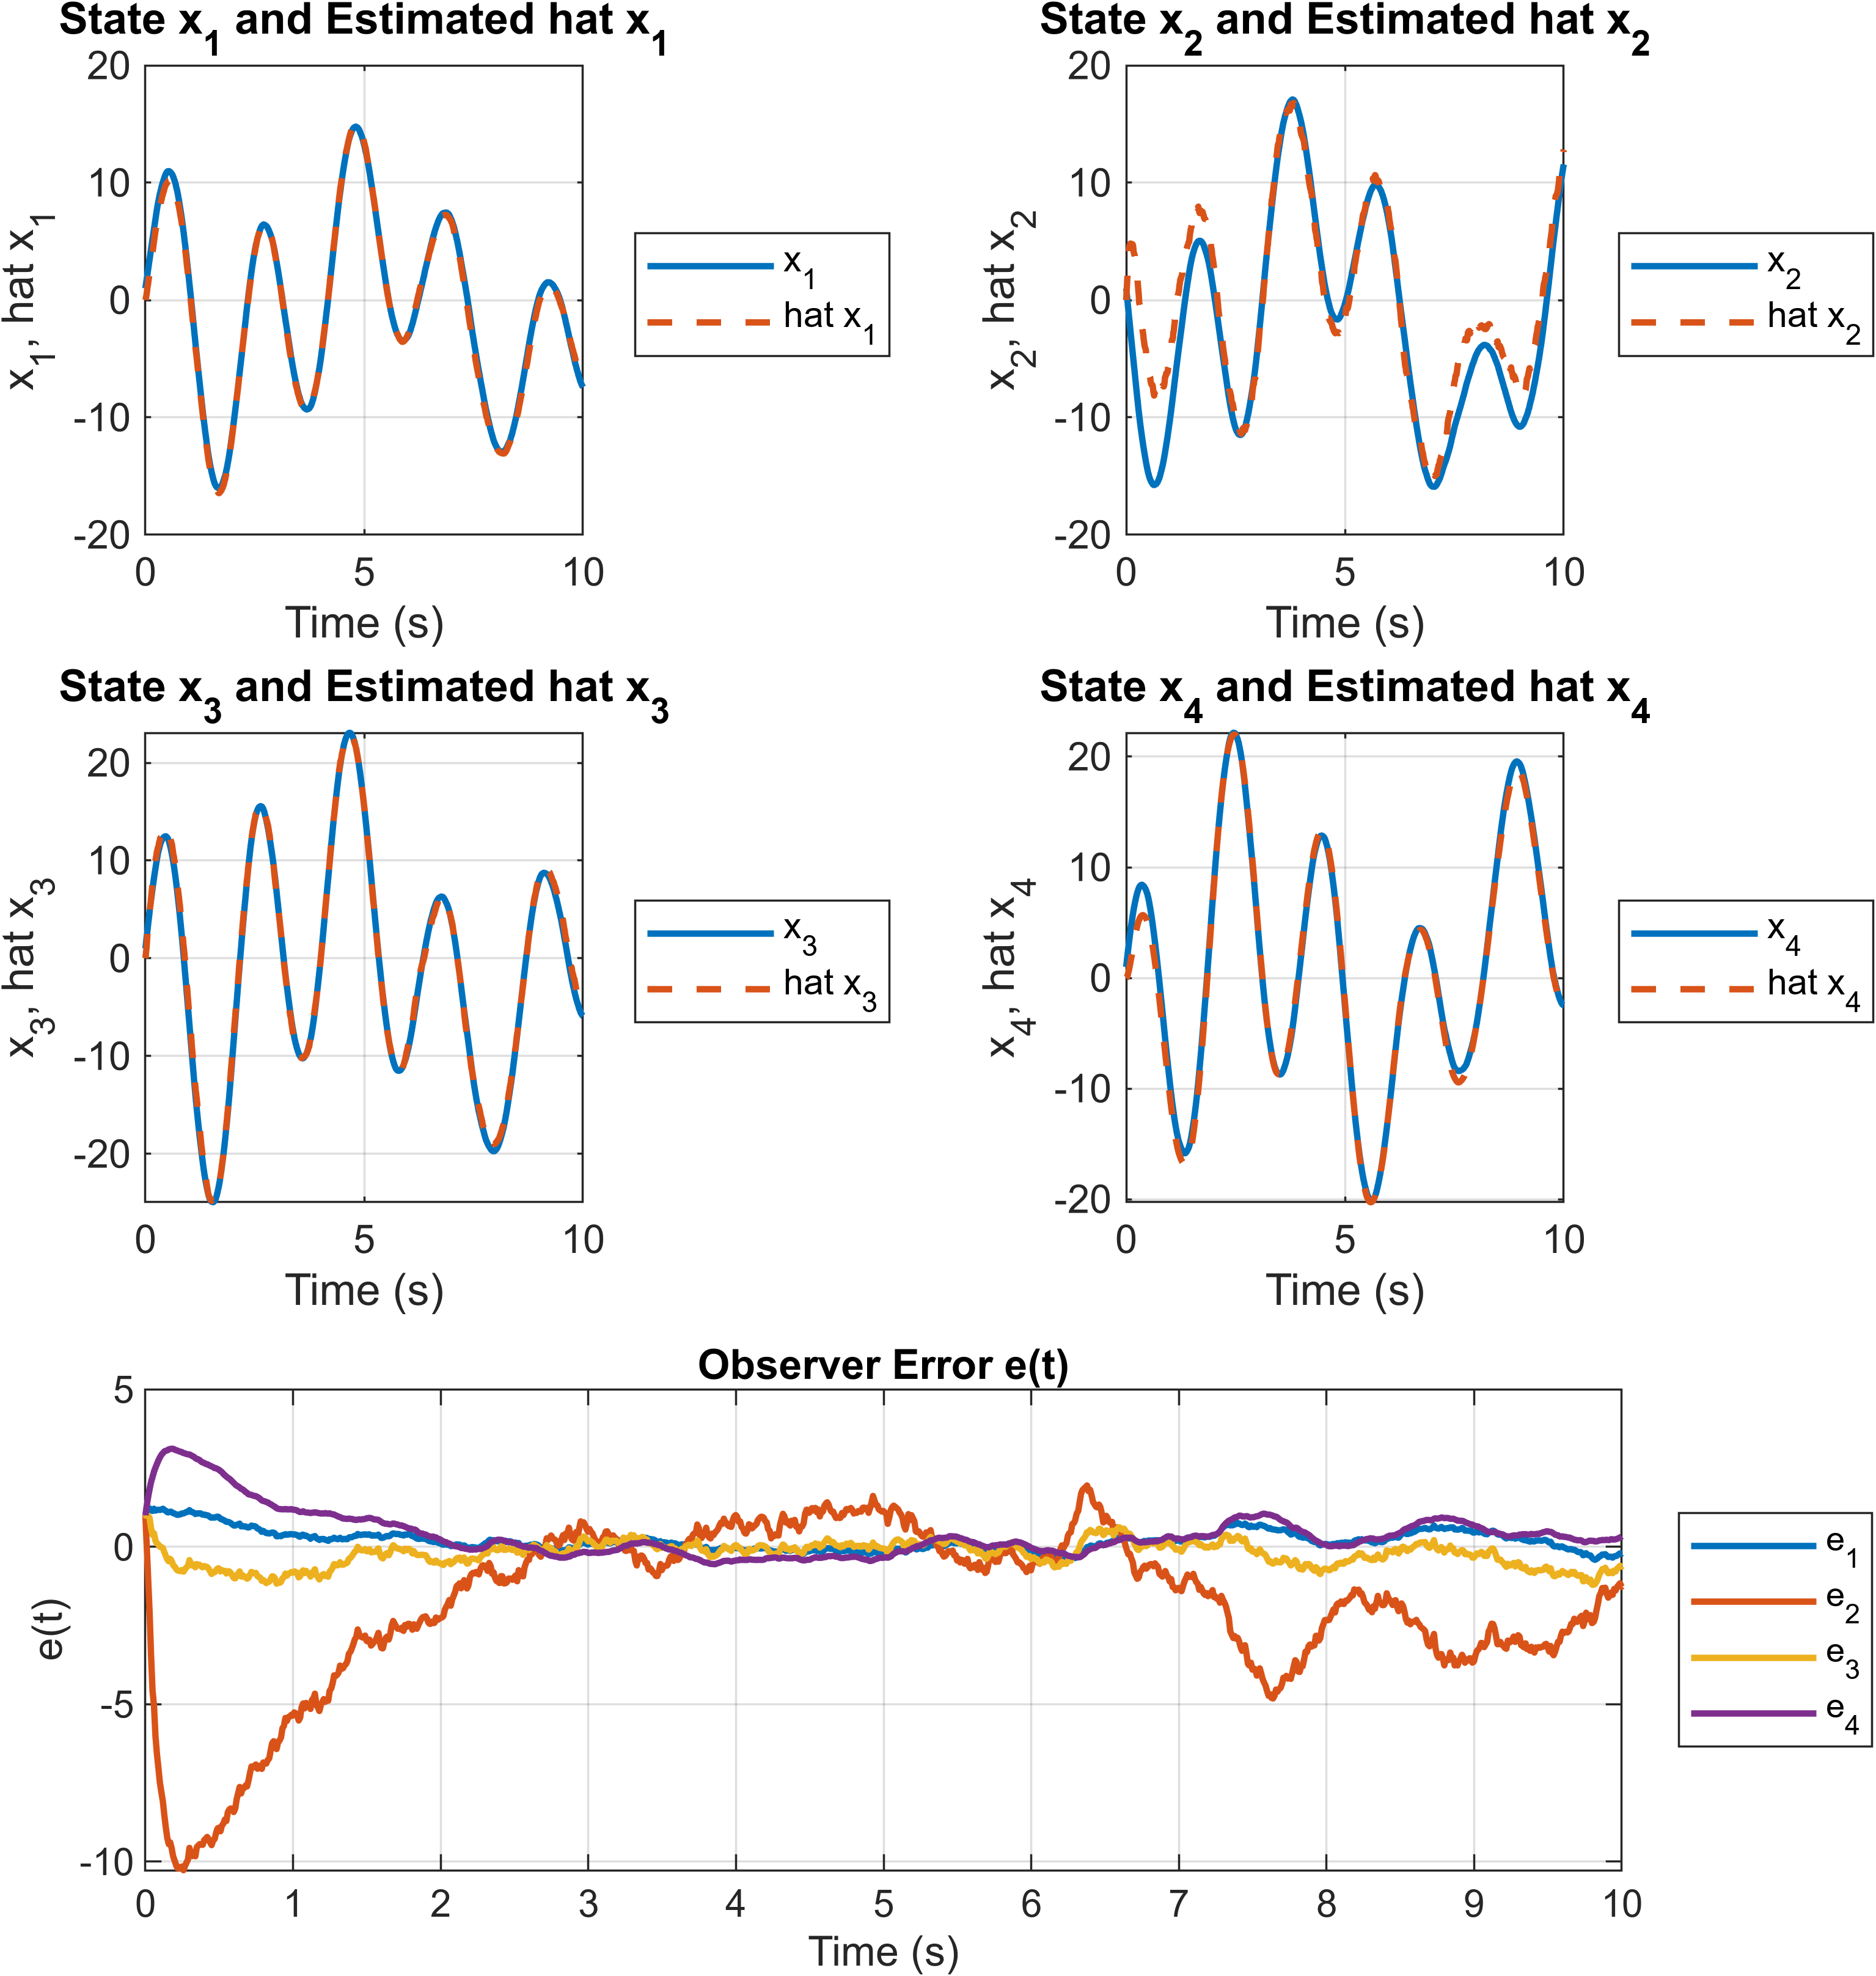 State x1 and Estimated hat x1
20
10
0
-10
-20
x1, hat x1
0 5 10
Time (s)
x1
hat x1
State x2 and Estimated hat x2
20
10
0
-10
-20
x2, hat x2
0 5 10
Time (s)
x2
hat x2
State x3 and Estimated hat x3
20
10
0
-10
-20
x3, hat x3
0 5 10
Time (s)
x3
hat x3
State x4 and Estimated hat x4
20
10
0
-10
-20
x4, hat x4
0 5 10
Time (s)
x4
hat x4
Observer Error e(t)
5
0
-5
-10
e(t)
0 1 2 3 4 5 6 7 8 9 10
Time (s)
e1
e2
e3
e4